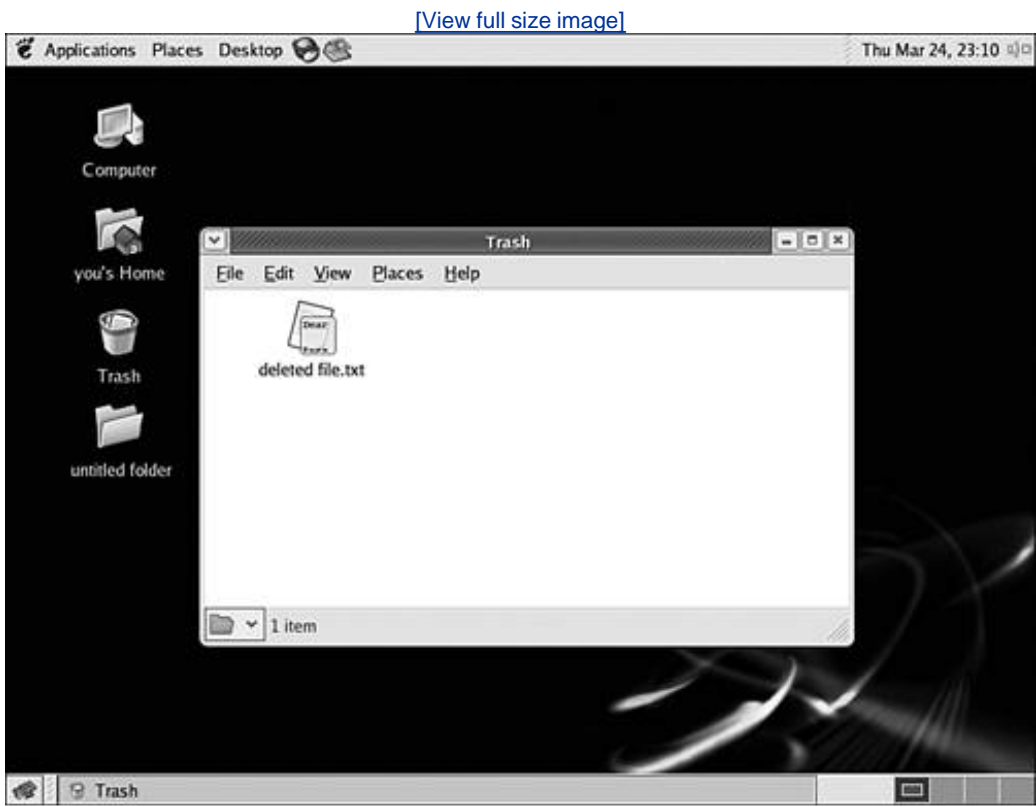 [View full size image]
Applications Places Desktop
Thu Mar 24, 23:10
Computer
you's Home
Trash
untitled folder
Trash
File Edit View Places Help
Dear
deleted file.txt
1 item
Trash